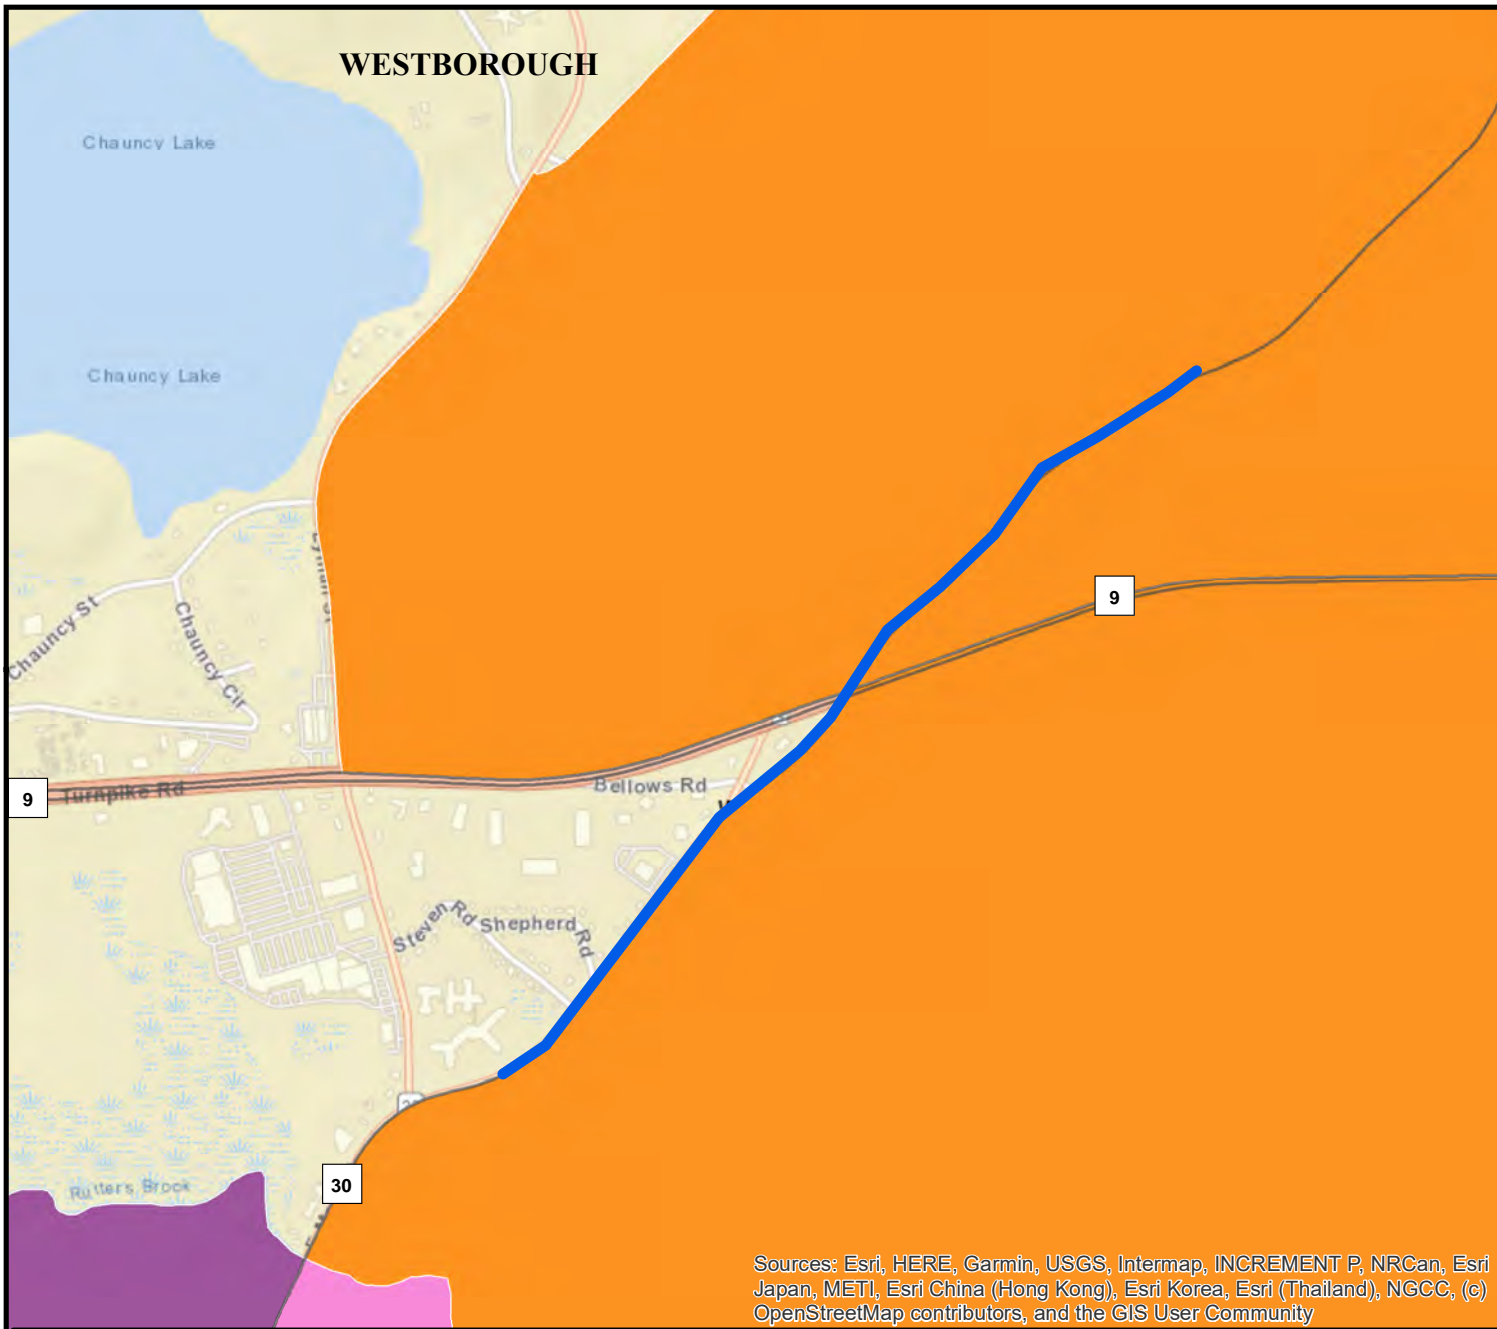 WESTBOROUGH
Chauncy Lake
Chauncy Lake
Lyman St
Chauncy St
Chauncy Cir
9
9
Turnpike Rd
Bellows Rd
Steven Rd
Shepherd Rd
30
Rutters Brook
Sources: Esri, HERE, Garmin, USGS, Intermap, INCREMENT P, NRCan, Esri
Japan, METI, Esri China (Hong Kong), Esri Korea, Esri (Thailand), NGCC, (c)
OpenStreetMap contributors, and the GIS User Community